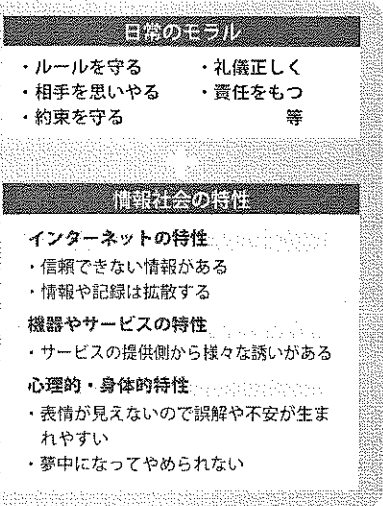 日常のモラル
・ルールを守る ・礼儀正しく
・相手を思いやる ・責任をもつ
・約束を守る 等
情報社会の特性
インターネットの特性
・信頼できない情報がある
・情報や記録は拡散する
機器やサービスの特性
・サービスの提供側から様々な誘いがある
心理的・身体的特性
・表情が見えないので誤解や不安が生ま
れやすい
・夢中になってやめられない